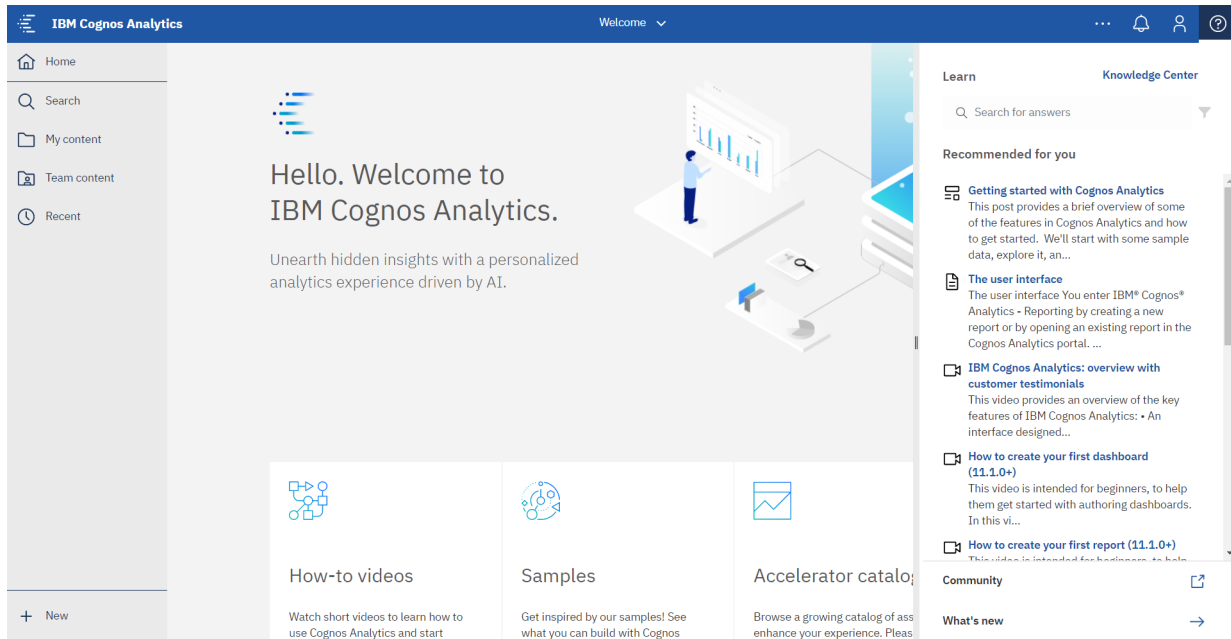 IBM Cognos Analytics
Welcome
Home
Search
My content
Team content
Recent
New
Hello. Welcome to
IBM Cognos Analytics.
Unearth hidden insights with a personalized
analytics experience driven by AI.
How-to videos
Watch short videos to learn how to
use Cognos Analytics and start
Samples
Get inspired by our samples! See
what you can build with Cognos
Accelerator catalog
Browse a growing catalog of ass
enhance your experience. Pleas
Learn
Knowledge Center
Search for answers
Recommended for you
Getting started with Cognos Analytics
This post provides a brief overview of some
of the features in Cognos Analytics and how
to get started. We'll start with some sample
data, explore it, an...
The user interface
The user interface You enter IBM® Cognos®
Analytics - Reporting by creating a new
report or by opening an existing report in the
Cognos Analytics portal. ...
IBM Cognos Analytics: overview with
customer testimonials
This video provides an overview of the key
features of IBM Cognos Analytics: • An
interface designed...
How to create your first dashboard
(11.1.0+)
This video is intended for beginners, to help
them get started with authoring dashboards.
In this vi...
How to create your first report (11.1.0+)
This video is intended for beginners, to help
Community
What's new